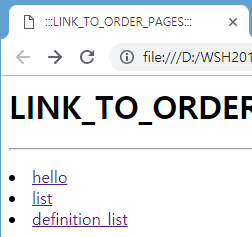 :::LINK_TO_ORDER_PAGES:::
file:///D:/WSH201
LINK_TO_ORDER
hello
list
definition list